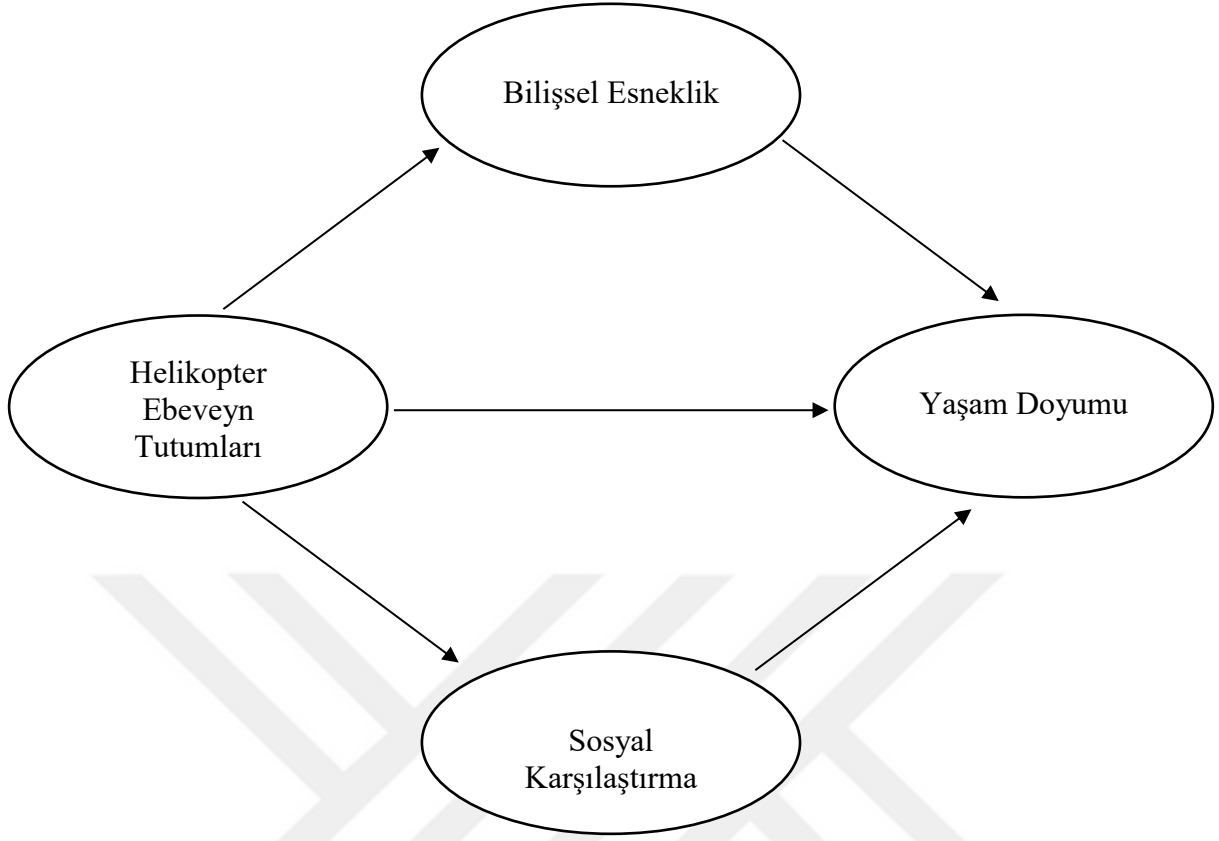 Bilişsel Esneklik
Helikopter
Ebeveyn
Tutumları
Yaşam Doyumu
Sosyal
Karşılaştırma